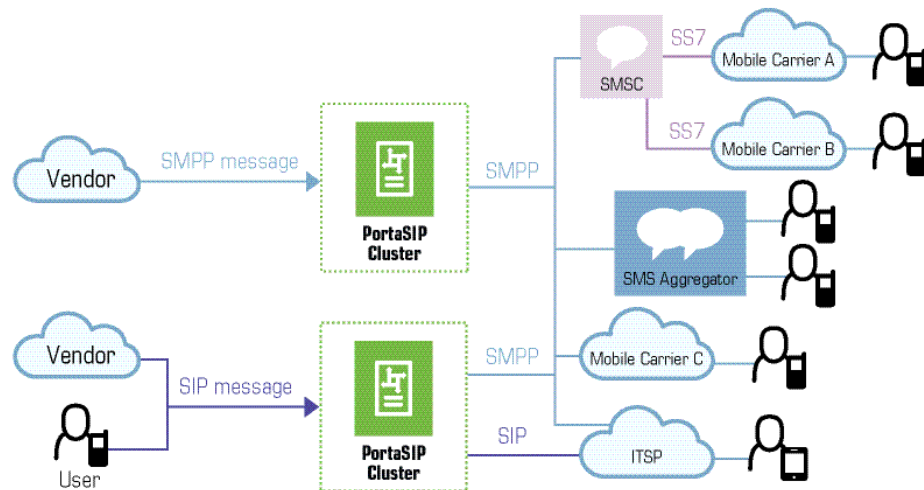 SS7
Mobile Carrier A
SMSC
SS7
Mobile Carrier B
SMPP message
SMPP
Vendor
PortaSIP
Cluster
SMS Aggregator
Vendor
SIP message
SMPP
Mobile Carrier C
PortaSIP
Cluster
SIP
ITSP
User